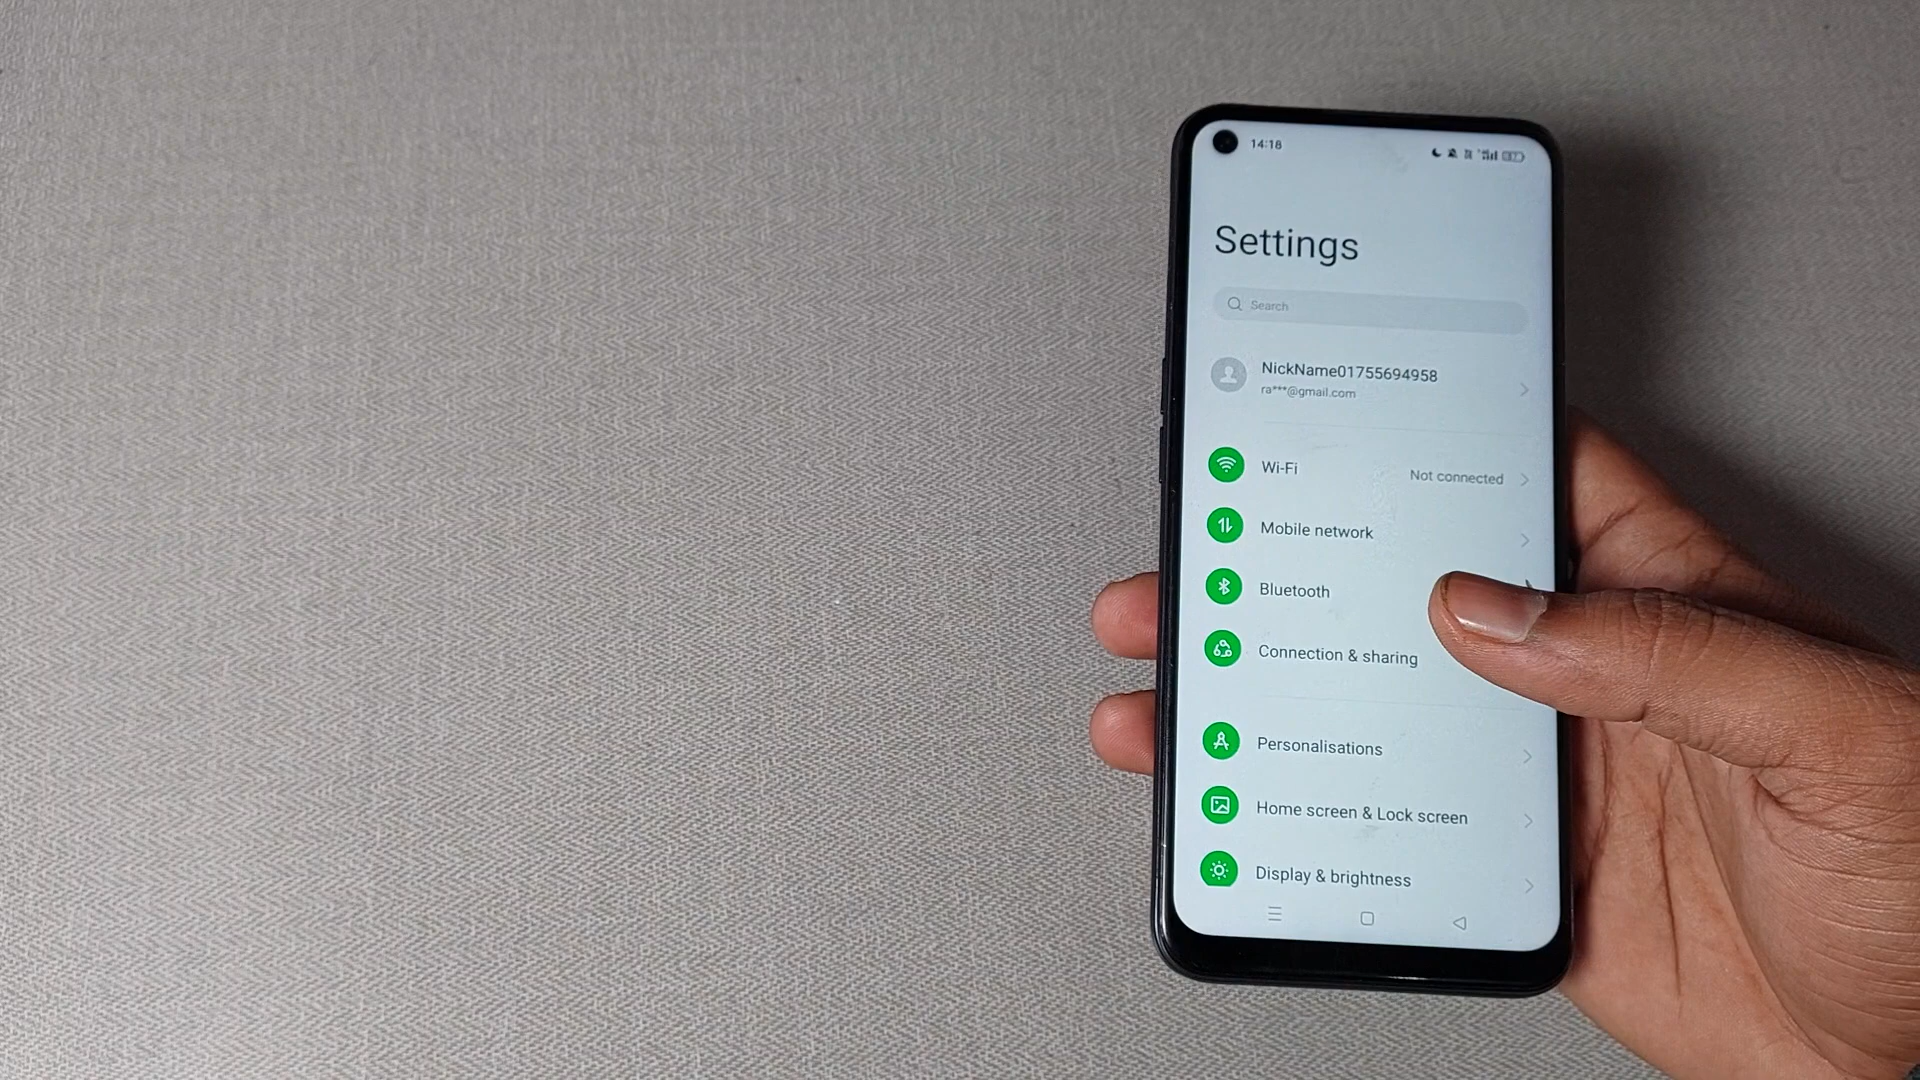 14:18
Settings
Search
NickName01755694958
ra***@gmail.com
Wi-Fi
Not connected
Mobile network
Bluetooth
Connection & sharing
Personalisations
Home screen & Lock screen
Display & brightness